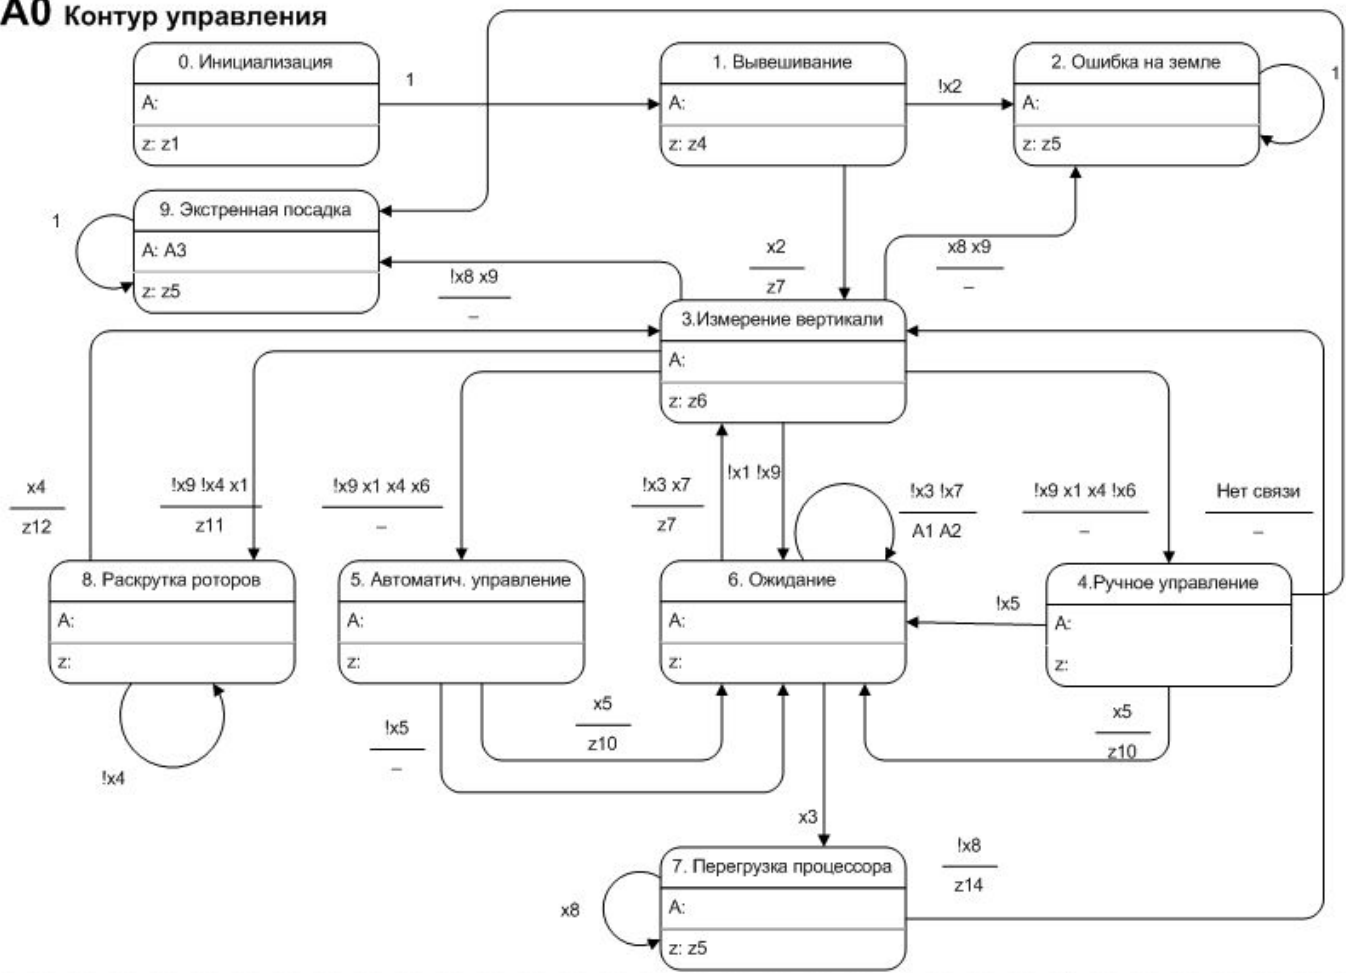 А0 Контур управления
0. Инициализация
A:
z: z1
1
1. Вывешивание
A:
z: z4
!x2
2. Ошибка на земле
A:
z: z5
1
9. Экстренная посадка
A: A3
z: z5
1
!x8 x9
–
x2
z7
x8 x9
–
3.Измерение вертикали
A:
z: z6
x4
z12
!x9 !x4 x1
z11
!x9 x1 x4 x6
–
!x3 x7
z7
!x1 !x9
!x3 !x7
A1 A2
!x9 x1 x4 !x6
–
Нет связи
–
8. Раскрутка роторов
A:
z:
!x4
5. Автоматич. управление
A:
z:
!x5
–
x5
z10
6. Ожидание
A:
z:
!x5
4.Ручное управление
A:
z:
x5
z10
x3
7. Перегрузка процессора
A:
z: z5
x8
!x8
z14